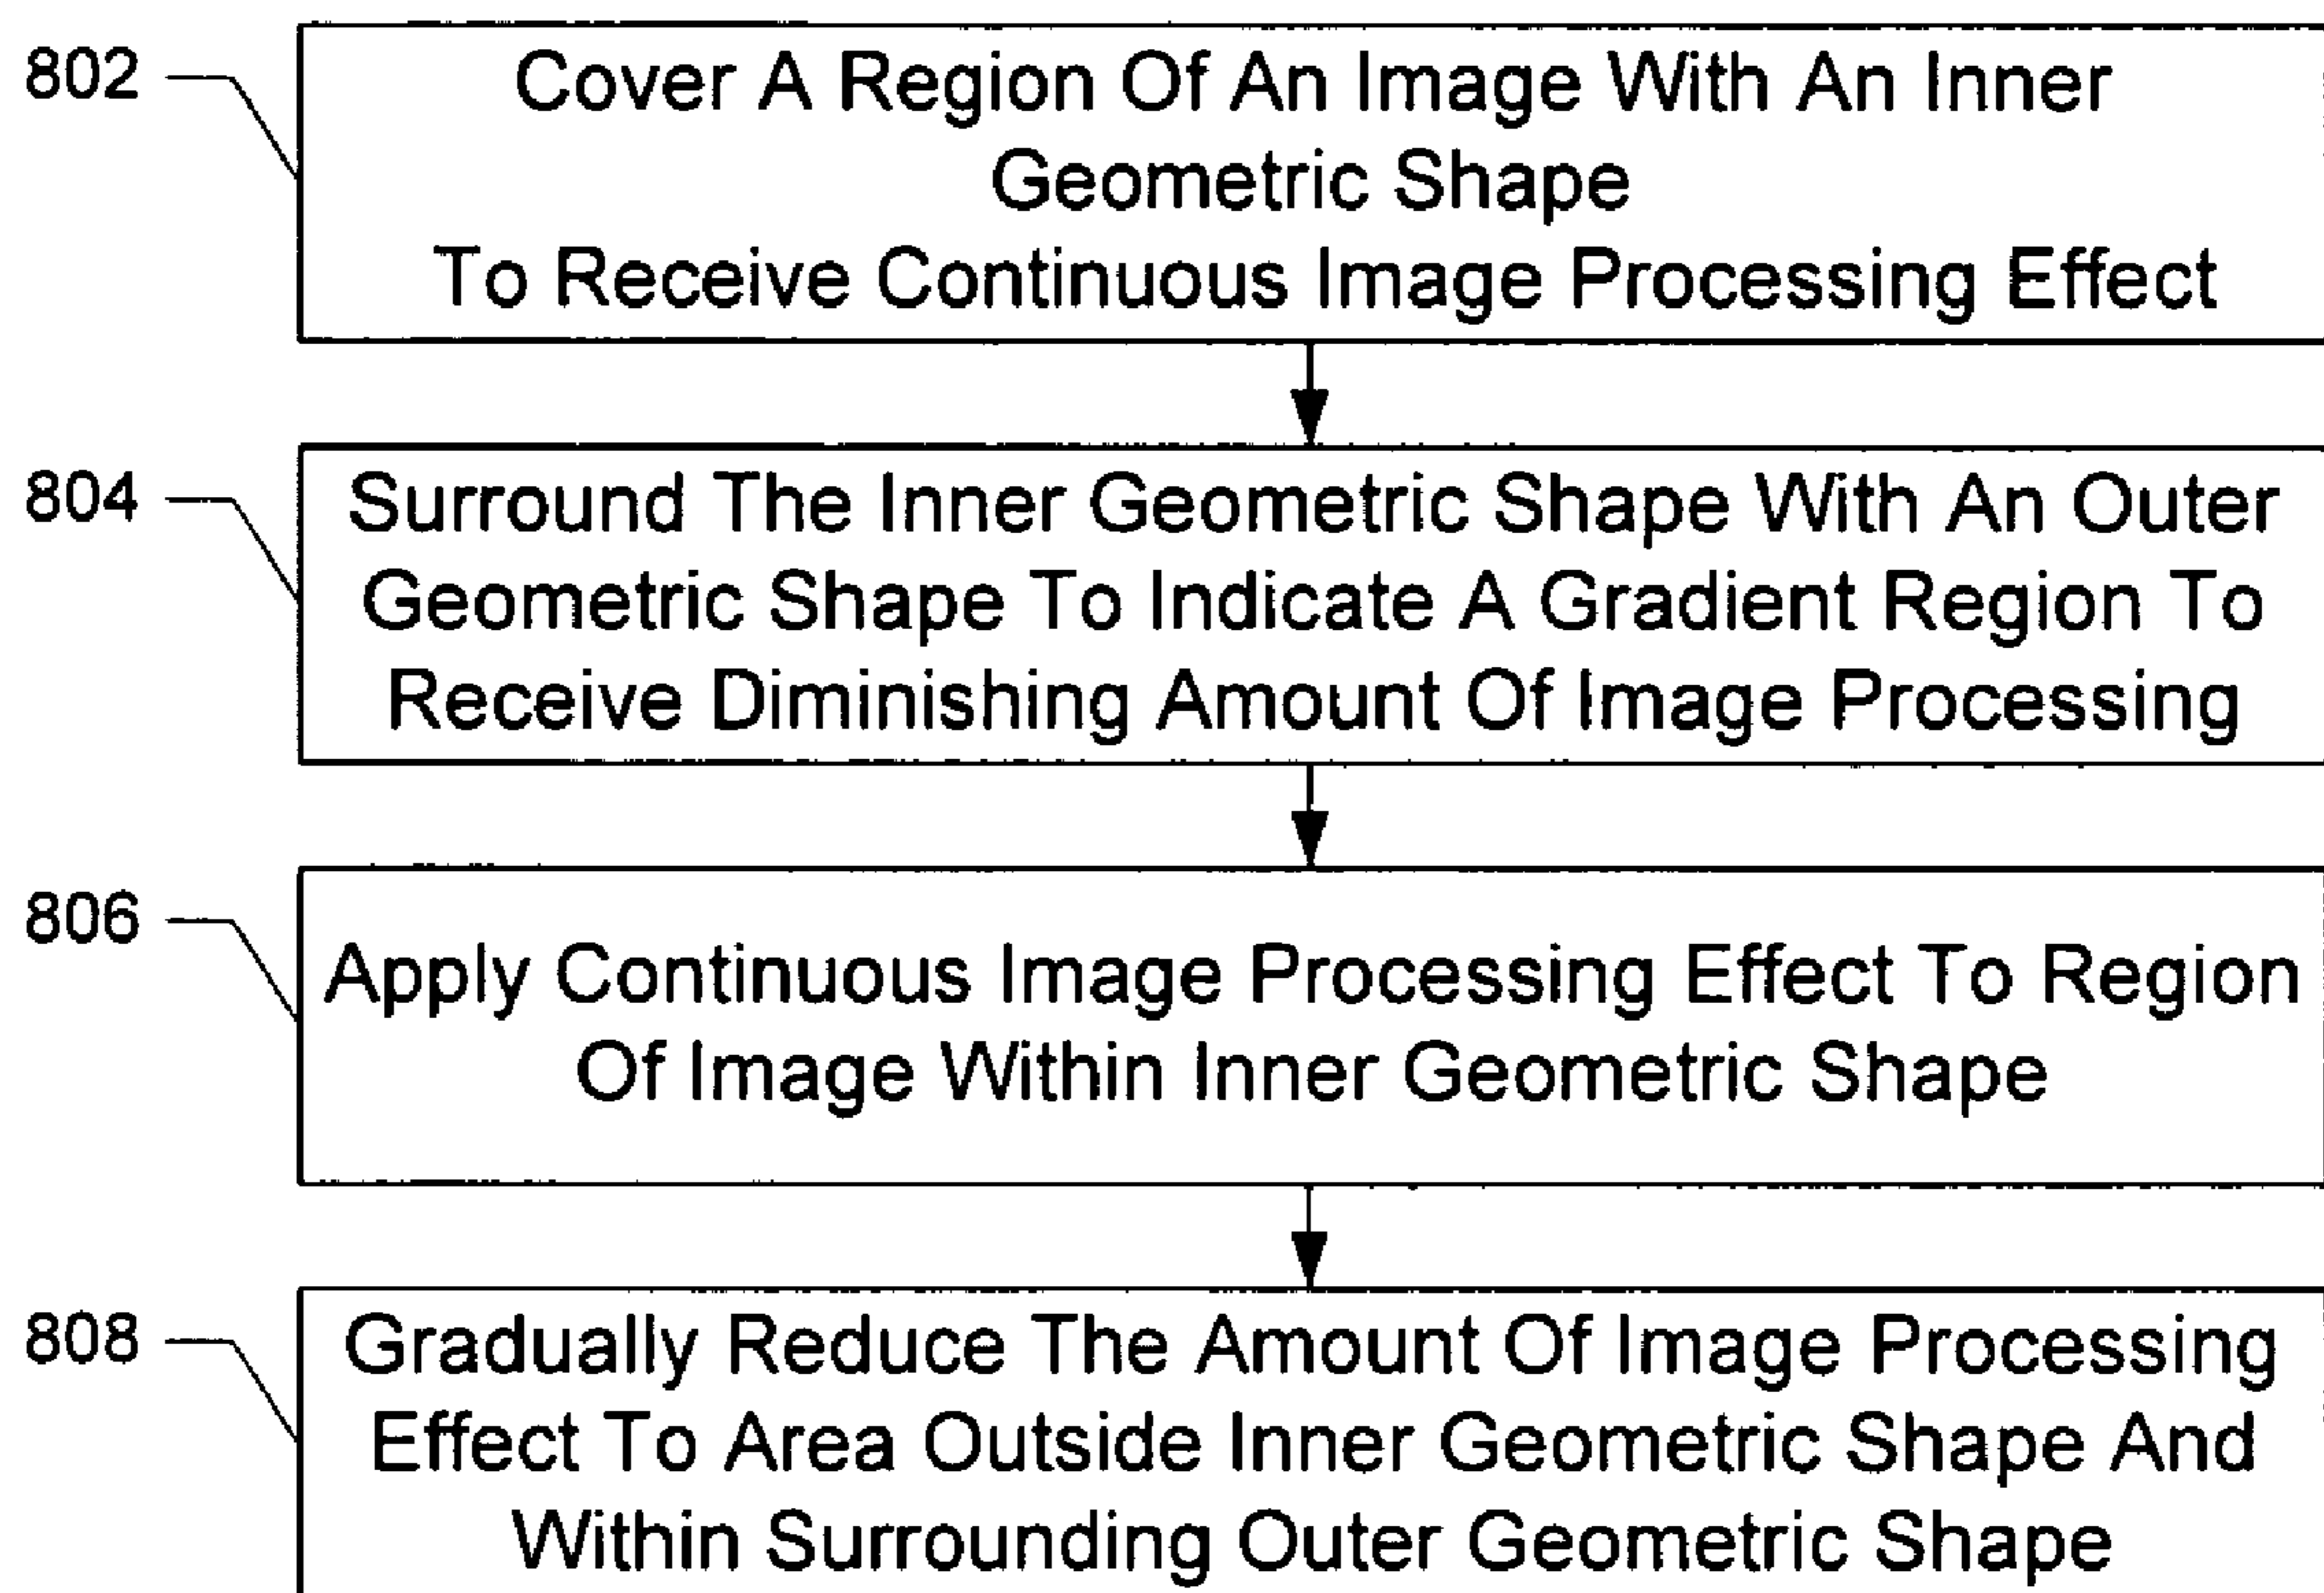 802
Cover A Region Of An Image With An Inner
Geometric Shape
To Receive Continuous Image Processing Effect
804
Surround The Inner Geometric Shape With An Outer
Geometric Shape To Indicate A Gradient Region To
Receive Diminishing Amount Of Image Processing
806
Apply Continuous Image Processing Effect To Region
Of Image Within Inner Geometric Shape
808
Gradually Reduce The Amount Of Image Processing
Effect To Area Outside Inner Geometric Shape And
Within Surrounding Outer Geometric Shape